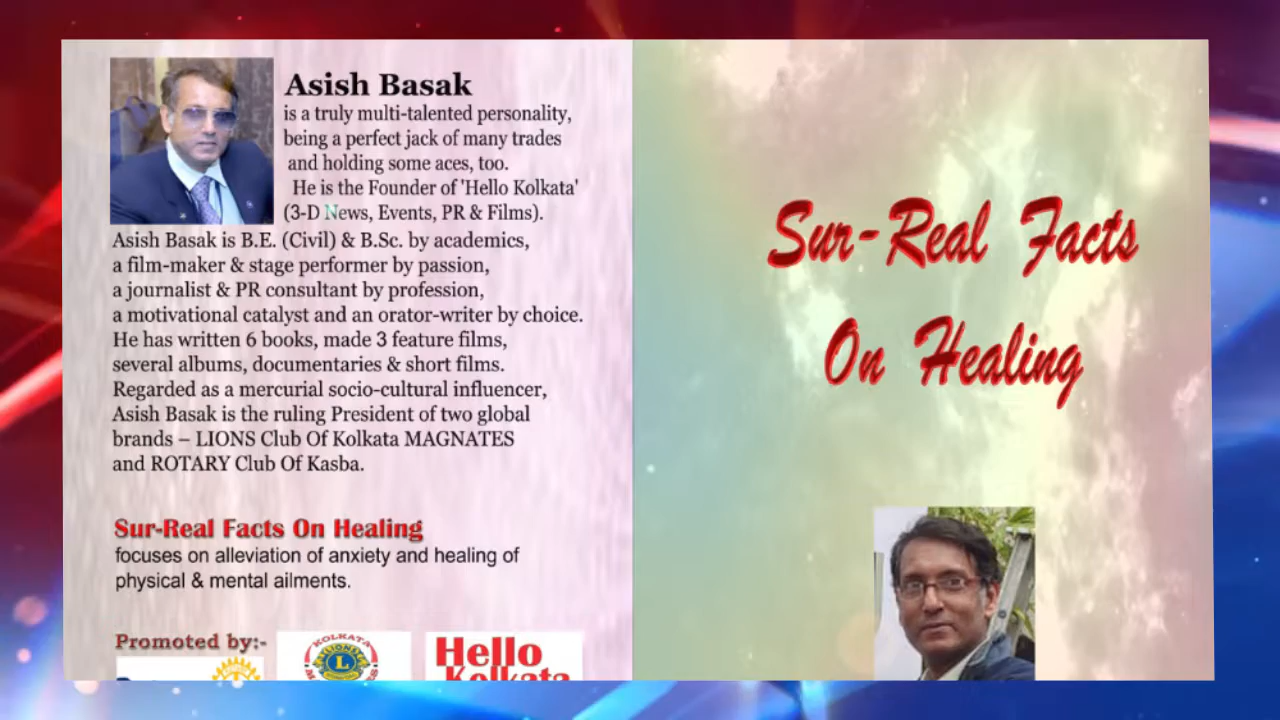 Asish Basak
is a truly multi-talented personality,
being a perfect jack of many trades
and holding some aces, too.
He is the Founder of 'Hello Kolkata'
(3-D News, Events, PR & Films).
Asish Basak is B.E. (Civil) & B.Sc. by academics,
a film-maker & stage performer by passion,
a journalist & PR consultant by profession,
a motivational catalyst and an orator-writer by choice.
He has written 6 books, made 3 feature films,
several albums, documentaries & short films.
Regarded as a mercurial socio-cultural influencer,
Asish Basak is the ruling President of two global
brands – LIONS Club Of Kolkata MAGNATES
and ROTARY Club Of Kasba.
Sur-Real Facts On Healing
focuses on alleviation of anxiety and healing of
physical & mental ailments.
Promoted by:-
KOLKATA
L
Hello
Kolkata
Sur-Real Facts
On Healing